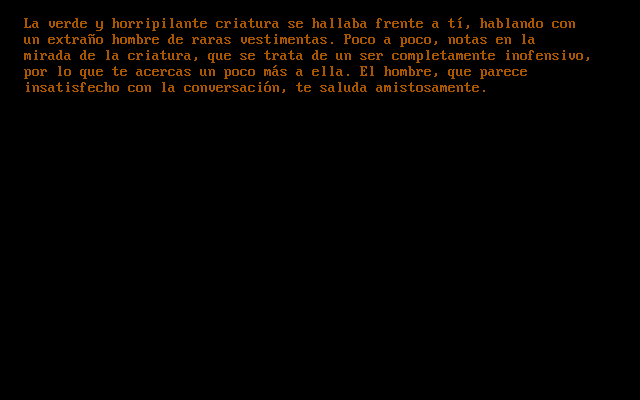 La verde y horripilante criatura se hallaba frente a tí, hablando con
un extraño hombre de raras vestimentas. Poco a poco, notas en la
mirada de la criatura, que se trata de un ser completamente inofensivo,
por lo que te acercas un poco más a ella. El hombre, que parece
insatisfecho con la conversación, te saluda amistosamente.